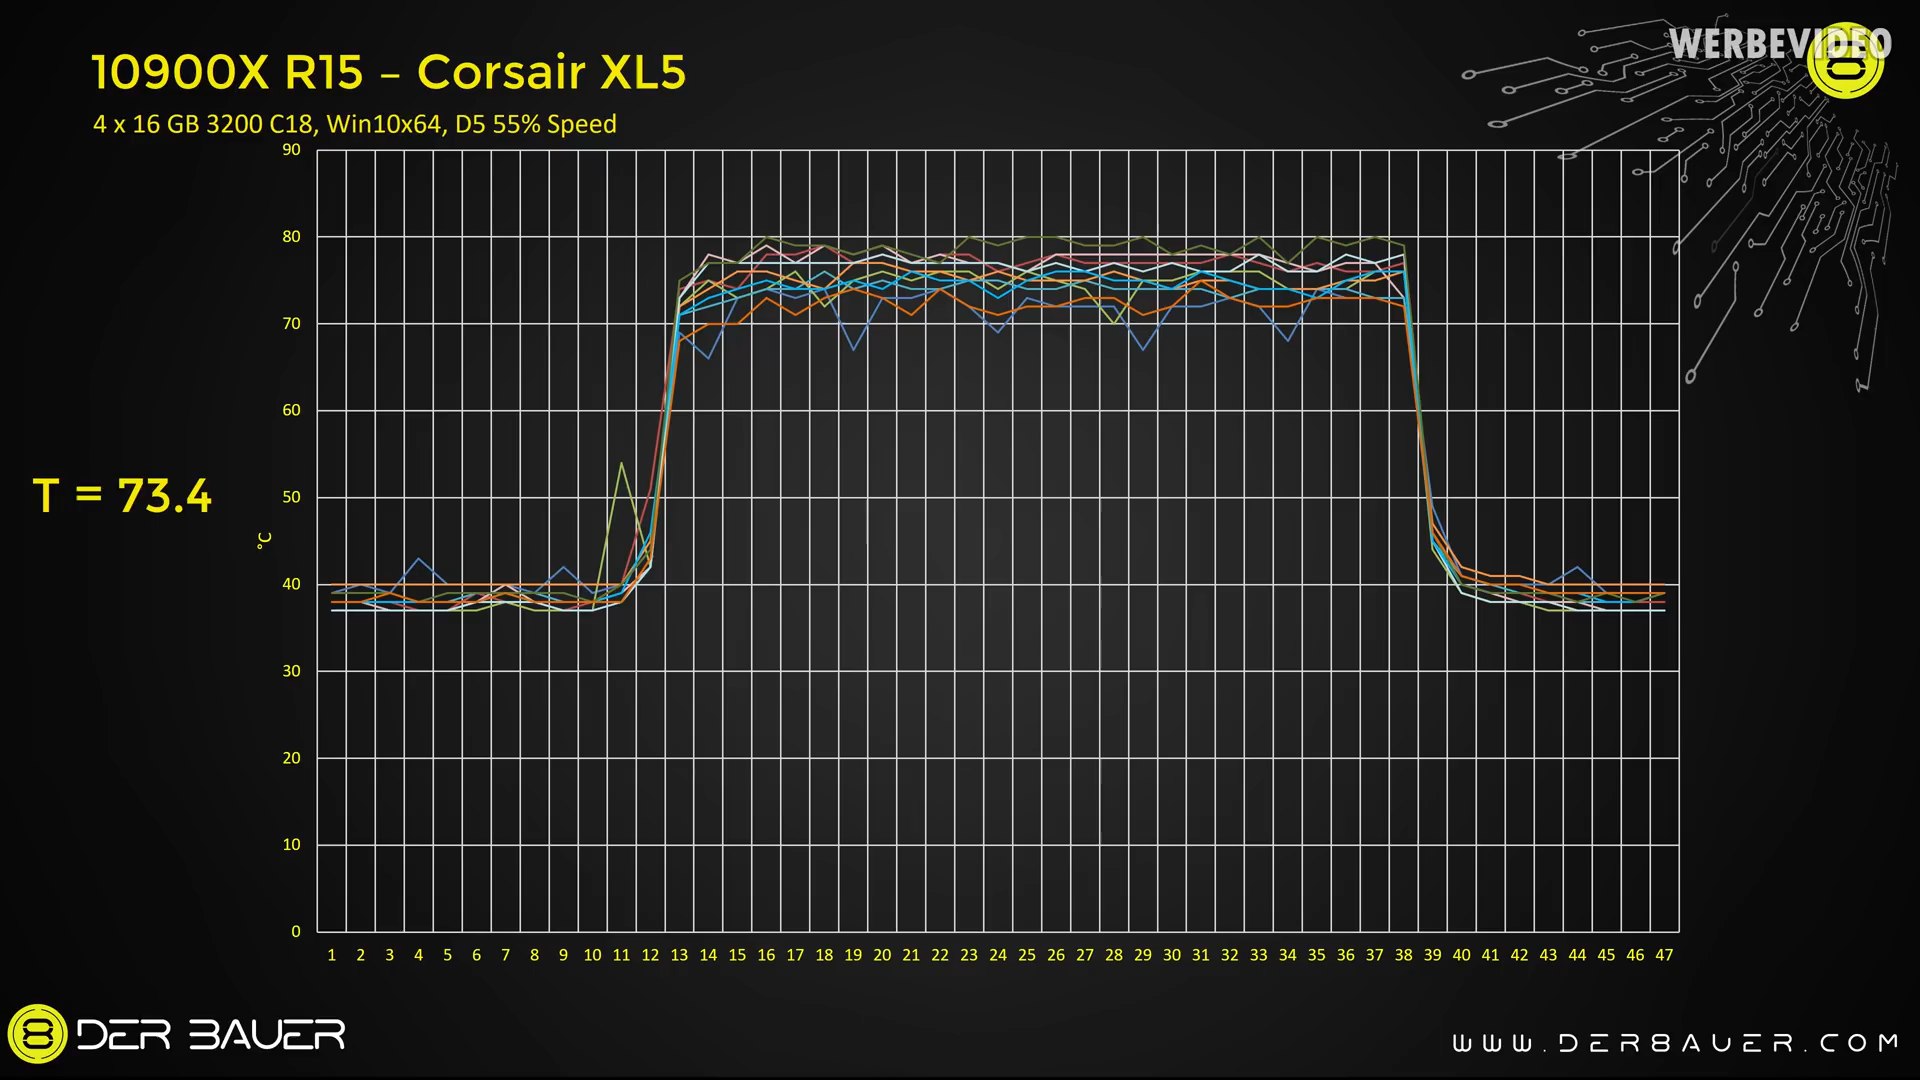 WERBEVIDEO
10900X R15 – Corsair XL5
4 x 16 GB 3200 C18, Win10x64, D5 55% Speed
90
80
70
60
50
40
30
20
10
0
T = 73.4
°C
1 2 3 4 5 6 7 8 9 10 11 12 13 14 15 16 17 18 19 20 21 22 23 24 25 26 27 28 29 30 31 32 33 34 35 36 37 38 39 40 41 42 43 44 45 46 47
DER 8AUER
WWW.DER8AUER.COM